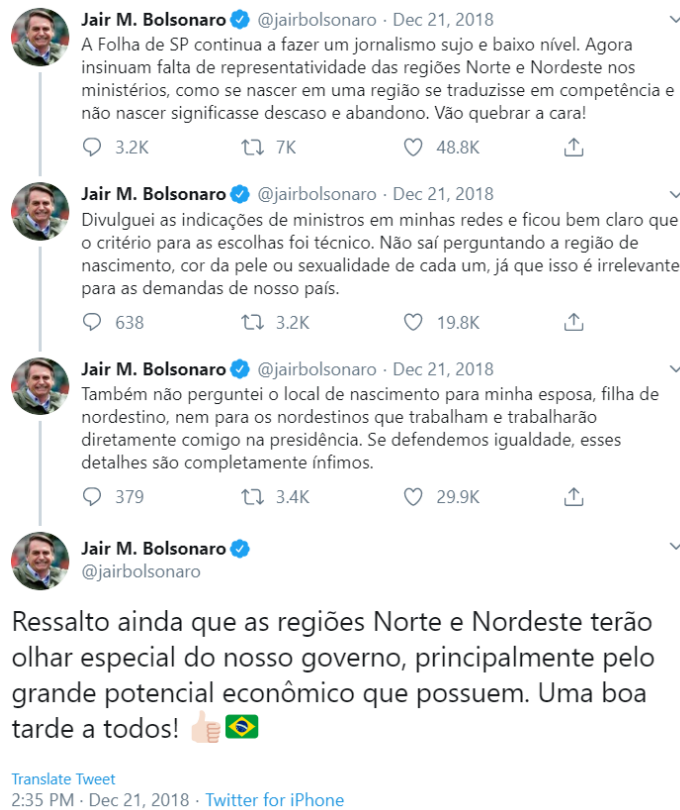 Jair M. Bolsonaro @jairbolsonaro · Dec 21, 2018
A Folha de SP continua a fazer um jornalismo sujo e baixo nível. Agora
insinuam falta de representatividade das regiões Norte e Nordeste nos
ministérios, como se nascer em uma região se traduzisse em competência e
não nascer significasse descaso e abandono. Vão quebrar a cara!
3.2K 7K 48.8K
Jair M. Bolsonaro @jairbolsonaro · Dec 21, 2018
Divulguei as indicações de ministros em minhas redes e ficou bem claro que
o critério para as escolhas foi técnico. Não saí perguntando a região de
nascimento, cor da pele ou sexualidade de cada um, já que isso é irrelevante
para as demandas de nosso país.
638 3.2K 19.8K
Jair M. Bolsonaro @jairbolsonaro · Dec 21, 2018
Também não perguntei o local de nascimento para minha esposa, filha de
nordestino, nem para os nordestinos que trabalham e trabalharão
diretamente comigo na presidência. Se defendemos igualdade, esses
detalhes são completamente ínfimos.
379 3.4K 29.9K
Jair M. Bolsonaro
@jairbolsonaro
Ressalto ainda que as regiões Norte e Nordeste terão
olhar especial do nosso governo, principalmente pelo
grande potencial econômico que possuem. Uma boa
tarde a todos! 👍🏻🇧🇷
Translate Tweet
2:35 PM · Dec 21, 2018 · Twitter for iPhone